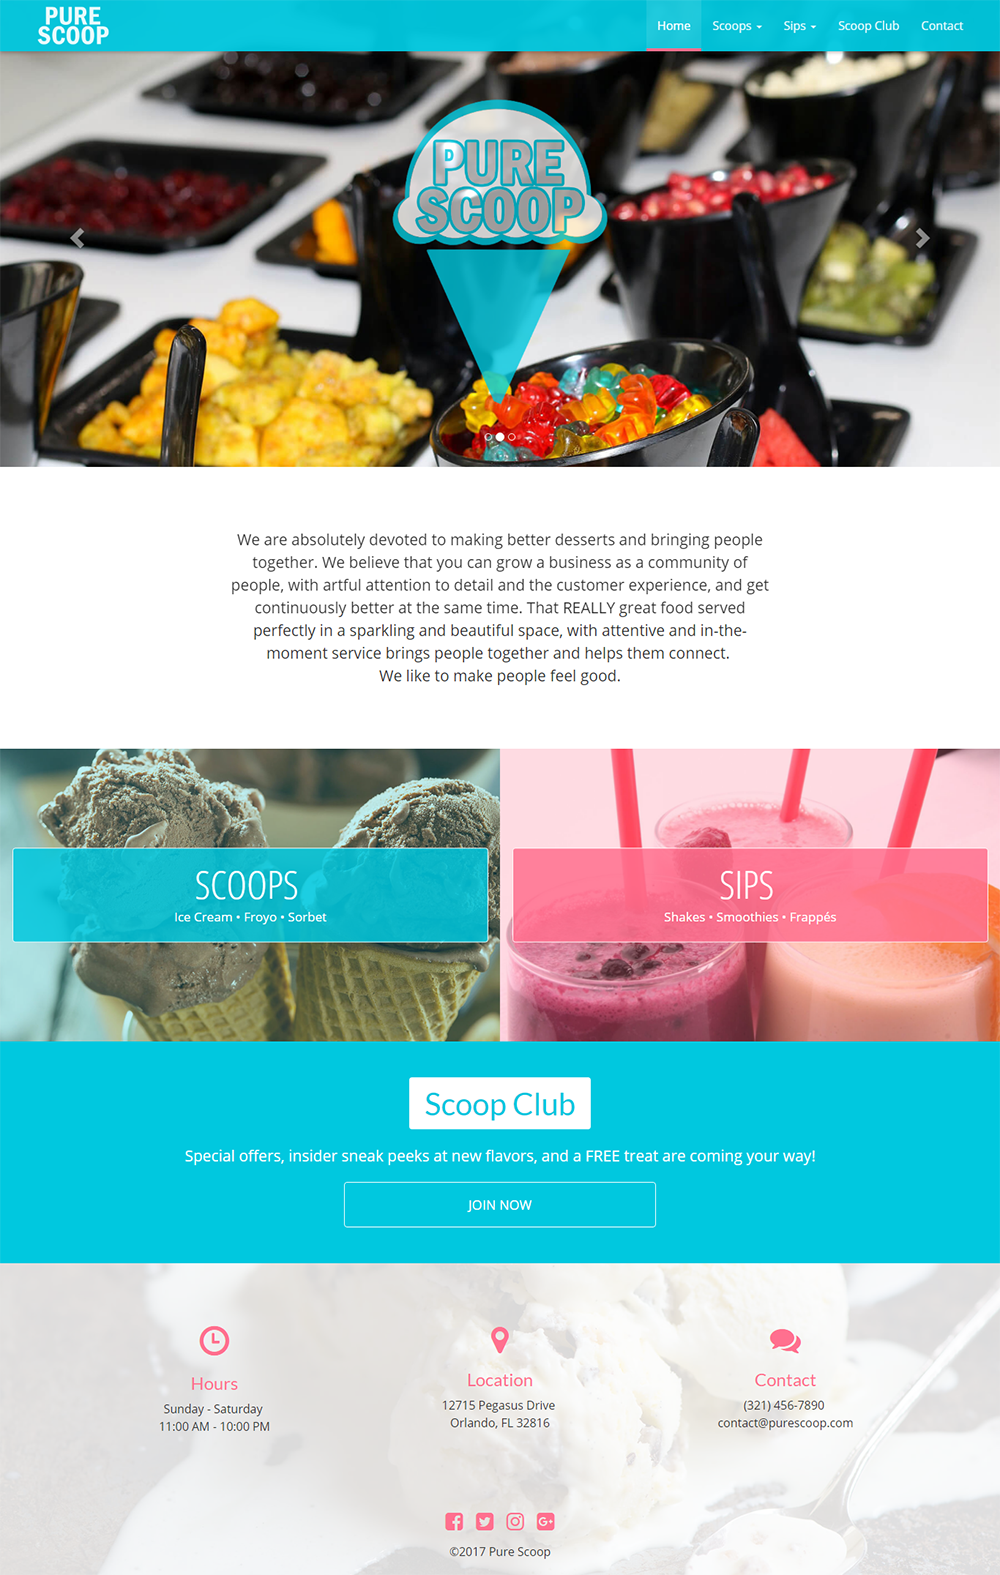 PURE
SCOOP
Home Scoops Sips Scoop Club Contact
PURE
SCOOP
We are absolutely devoted to making better desserts and bringing people
together. We believe that you can grow a business as a community of
people, with artful attention to detail and the customer experience, and get
continuously better at the same time. That REALLY great food served
perfectly in a sparkling and beautiful space, with attentive and in-the-
moment service brings people together and helps them connect.
We like to make people feel good.
SCOOPS
Ice Cream • Froyo • Sorbet
SIPS
Shakes • Smoothies • Frappés
Scoop Club
Special offers, insider sneak peeks at new flavors, and a FREE treat are coming your way!
JOIN NOW
Hours
Sunday - Saturday
11:00 AM - 10:00 PM
Location
12715 Pegasus Drive
Orlando, FL 32816
Contact
(321) 456-7890
contact@purescoop.com
©2017 Pure Scoop